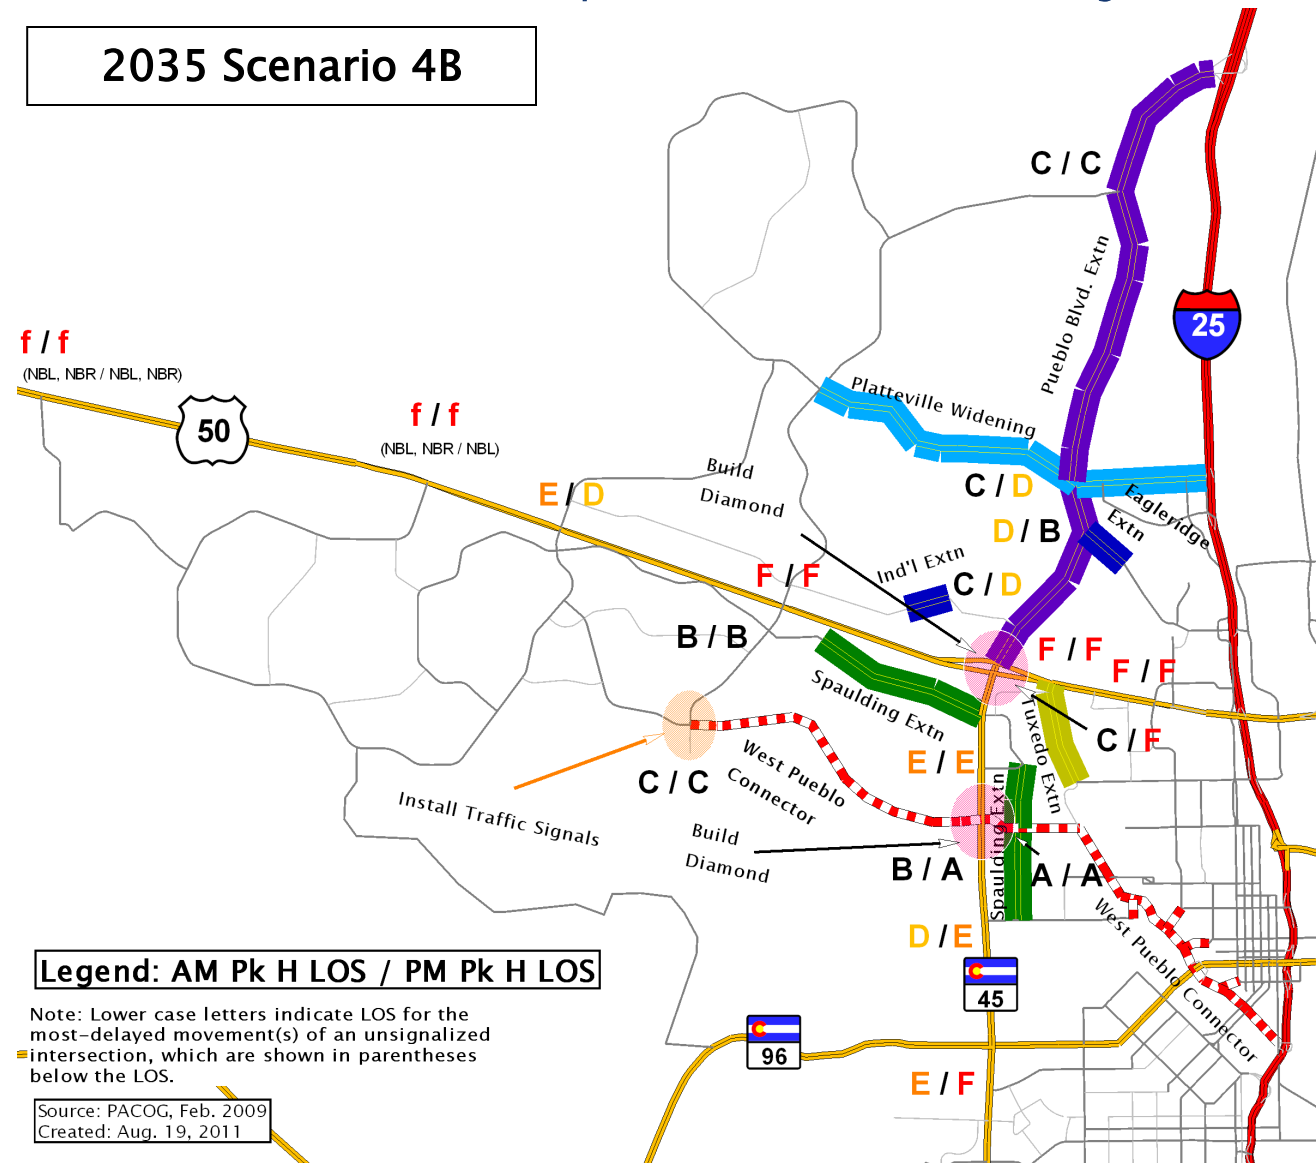 2035 Scenario 4B
C / C
Pueblo Blvd. Extn
25
f / f
(NBL, NBR / NBL, NBR)
50
f / f
(NBL, NBR / NBL)
Platteville Widening
Build
Diamond
E / D
C / D
Eagleridge
Extn
D / B
Ind'l Extn
C / D
F / F
B / B
F / F
F / F
Spaulding Extn
Tuxedo Extn
C / F
E / E
West Pueblo
Connector
C / C
Install Traffic Signals
Build
Diamond
Spaulding Extn
B / A
A / A
West Pueblo Connector
D / E
45
96
E / F
Legend: AM Pk H LOS / PM Pk H LOS
Note: Lower case letters indicate LOS for the
most-delayed movement(s) of an unsignalized
intersection, which are shown in parentheses
below the LOS.
Source: PACOG, Feb. 2009
Created: Aug. 19, 2011